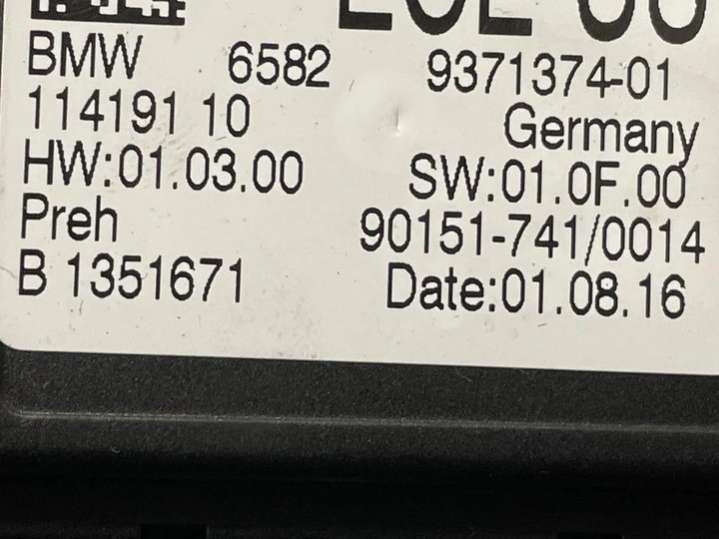 BMW 6582 9371374-01
114191 10 Germany
HW:01.03.00 SW:01.0F.00
Preh 90151-741/0014
B 1351671 Date:01.08.16